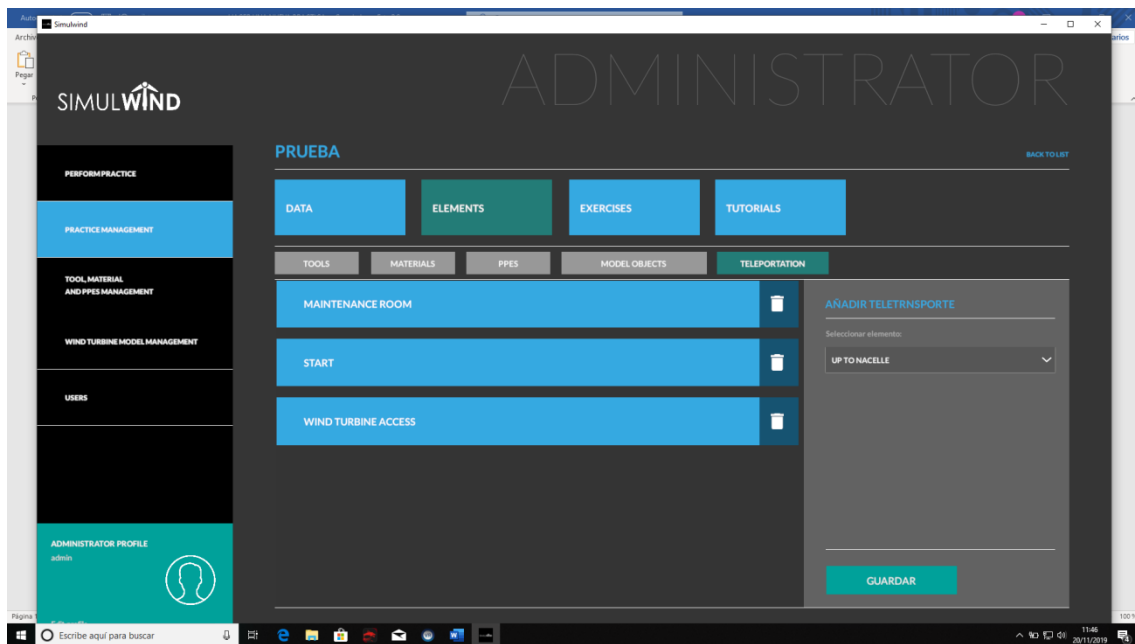 Simulwind
Archiv
arios
Pegar
SIMULWIND
ADMINISTRATOR
PRUEBA
BACK TO LIST
PERFORM PRACTICE
PRACTICE MANAGEMENT
TOOL, MATERIAL
AND PPES MANAGEMENT
WIND TURBINE MODEL MANAGEMENT
USERS
DATA
ELEMENTS
EXERCISES
TUTORIALS
TOOLS
MATERIALS
PPES
MODEL OBJECTS
TELEPORTATION
MAINTENANCE ROOM
START
WIND TURBINE ACCESS
AÑADIR TELETRNSPORTE
Seleccionar elemento:
UP TO NACELLE
GUARDAR
ADMINISTRATOR PROFILE
admin
Página
Escribe aquí para buscar
11:46
20/11/2019